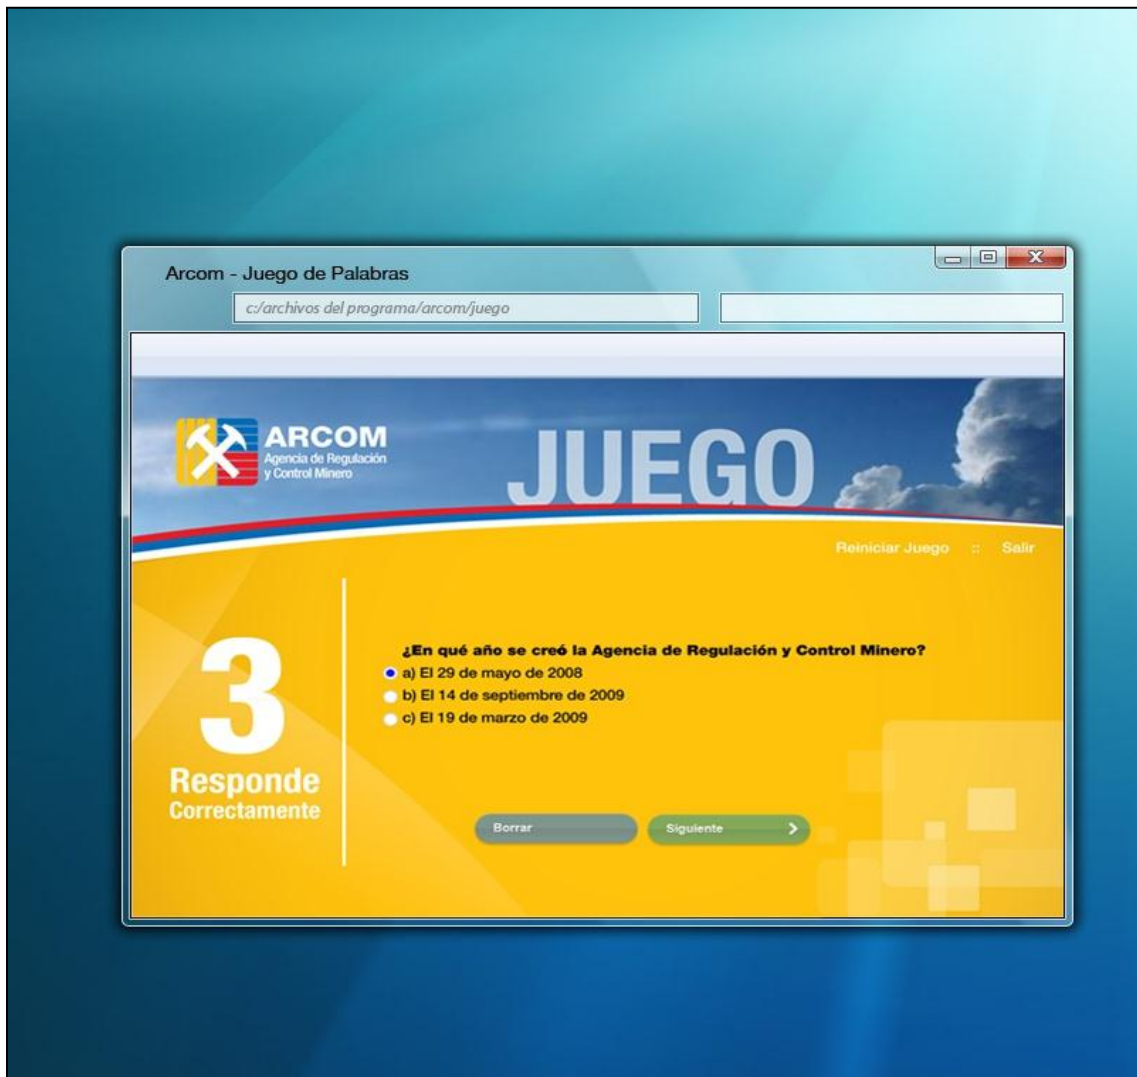 Arcom - Juego de Palabras
c:/archivos del programa/arcom/juego
ARCOM
Agencia de Regulación
y Control Minero
JUEGO
Reiniciar Juego :: Salir
3
Responde
Correctamente
¿En qué año se creó la Agencia de Regulación y Control Minero?
a) El 29 de mayo de 2008
b) El 14 de septiembre de 2009
c) El 19 de marzo de 2009
Borrar
Siguiente >